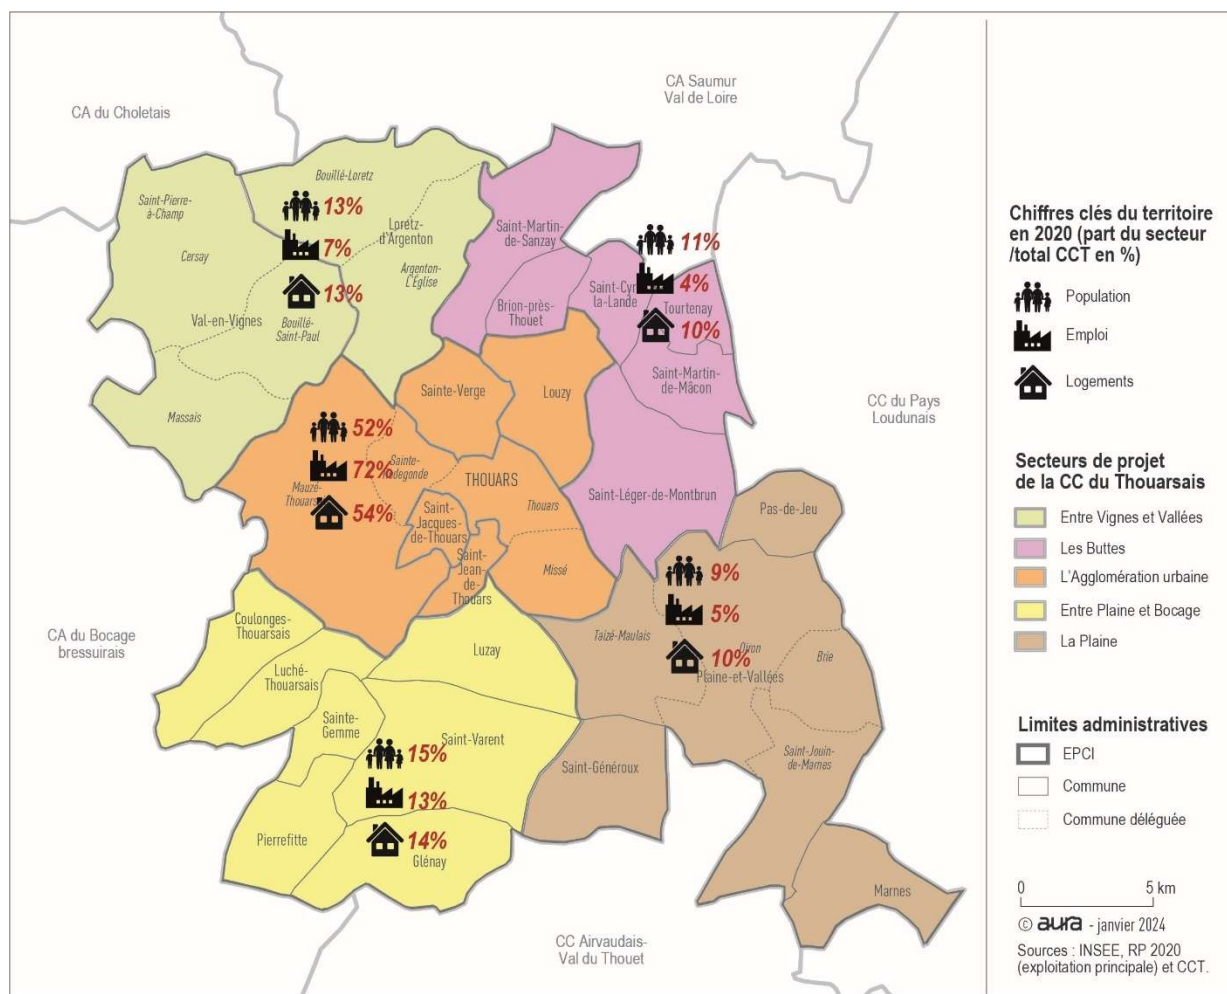 CA Saumur
Val de Loire
CA du Choletais
Bouillé-Loretz
Saint-Pierre-
à-Champ
13%
Loretz-
d'Argenton
Saint-Martin-
de-Sanzay
11%
Cersay
7%
Argenton-
L'Église
4%
Saint-Cyr-
la-Lande
Tourtenay
13%
Brion-près-
Thouet
10%
Val-en-Vignes
Bouillé-
Saint-Paul
Saint-Martin-
de-Mâcon
Sainte-Verge
Louzy
CC du Pays
Loudunais
Massais
52%
72%
Sainte-
Radegonde
THOUARS
Mauzé-
Thouars
54%
Thouars
Saint-Léger-de-Montbrun
Saint-
Jacques-
de-Thouars
Pas-de-Jeu
Saint-
Jean-
de-
Thouars
Missé
9%
Coulonges-
Thouarsais
5%
CA du Bocage
bressuirais
Taizé-Maulais
Luzay
10%
Oiron
Brie
Plaine-et-Vallées
Luché-
Thouarsais
Sainte-
Gemme
Saint-Varent
15%
Saint-Jouin-
de-Marnes
Saint-Généroux
13%
Pierrefitte
14%
Glénay
Marnes
CC Airvaudais-
Val du Thouet
Chiffres clés du territoire
en 2020 (part du secteur
/total CCT en %)
Population
Emploi
Logements
Secteurs de projet
de la CC du Thouarsais
Entre Vignes et Vallées
Les Buttes
L'Agglomération urbaine
Entre Plaine et Bocage
La Plaine
Limites administratives
EPCI
Commune
Commune déléguée
0 5 km
© aura - janvier 2024
Sources : INSEE, RP 2020
(exploitation principale) et CCT.